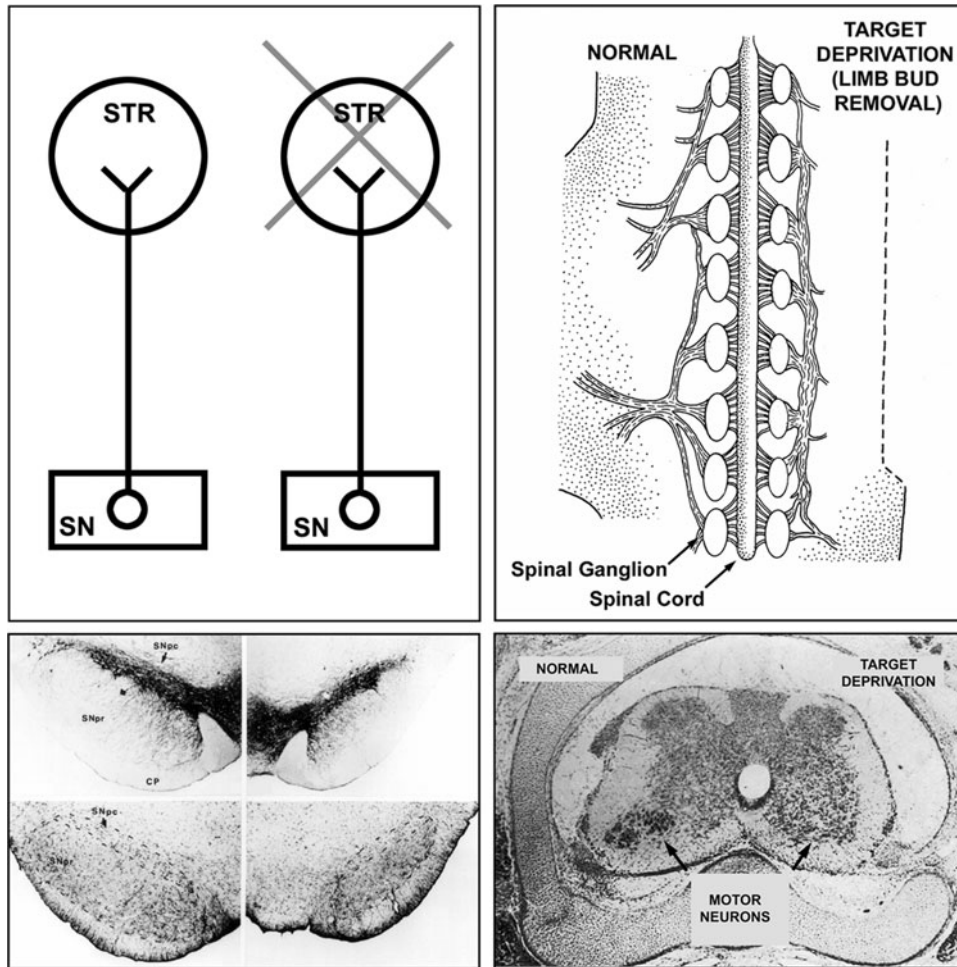 STR
STR
SN
SN
NORMAL
TARGET
DEPRIVATION
(LIMB BUD
REMOVAL)
Spinal Ganglion
Spinal Cord
SNpc
SNpr
CP
SNpc
SNpr
NORMAL
TARGET
DEPRIVATION
MOTOR
NEURONS